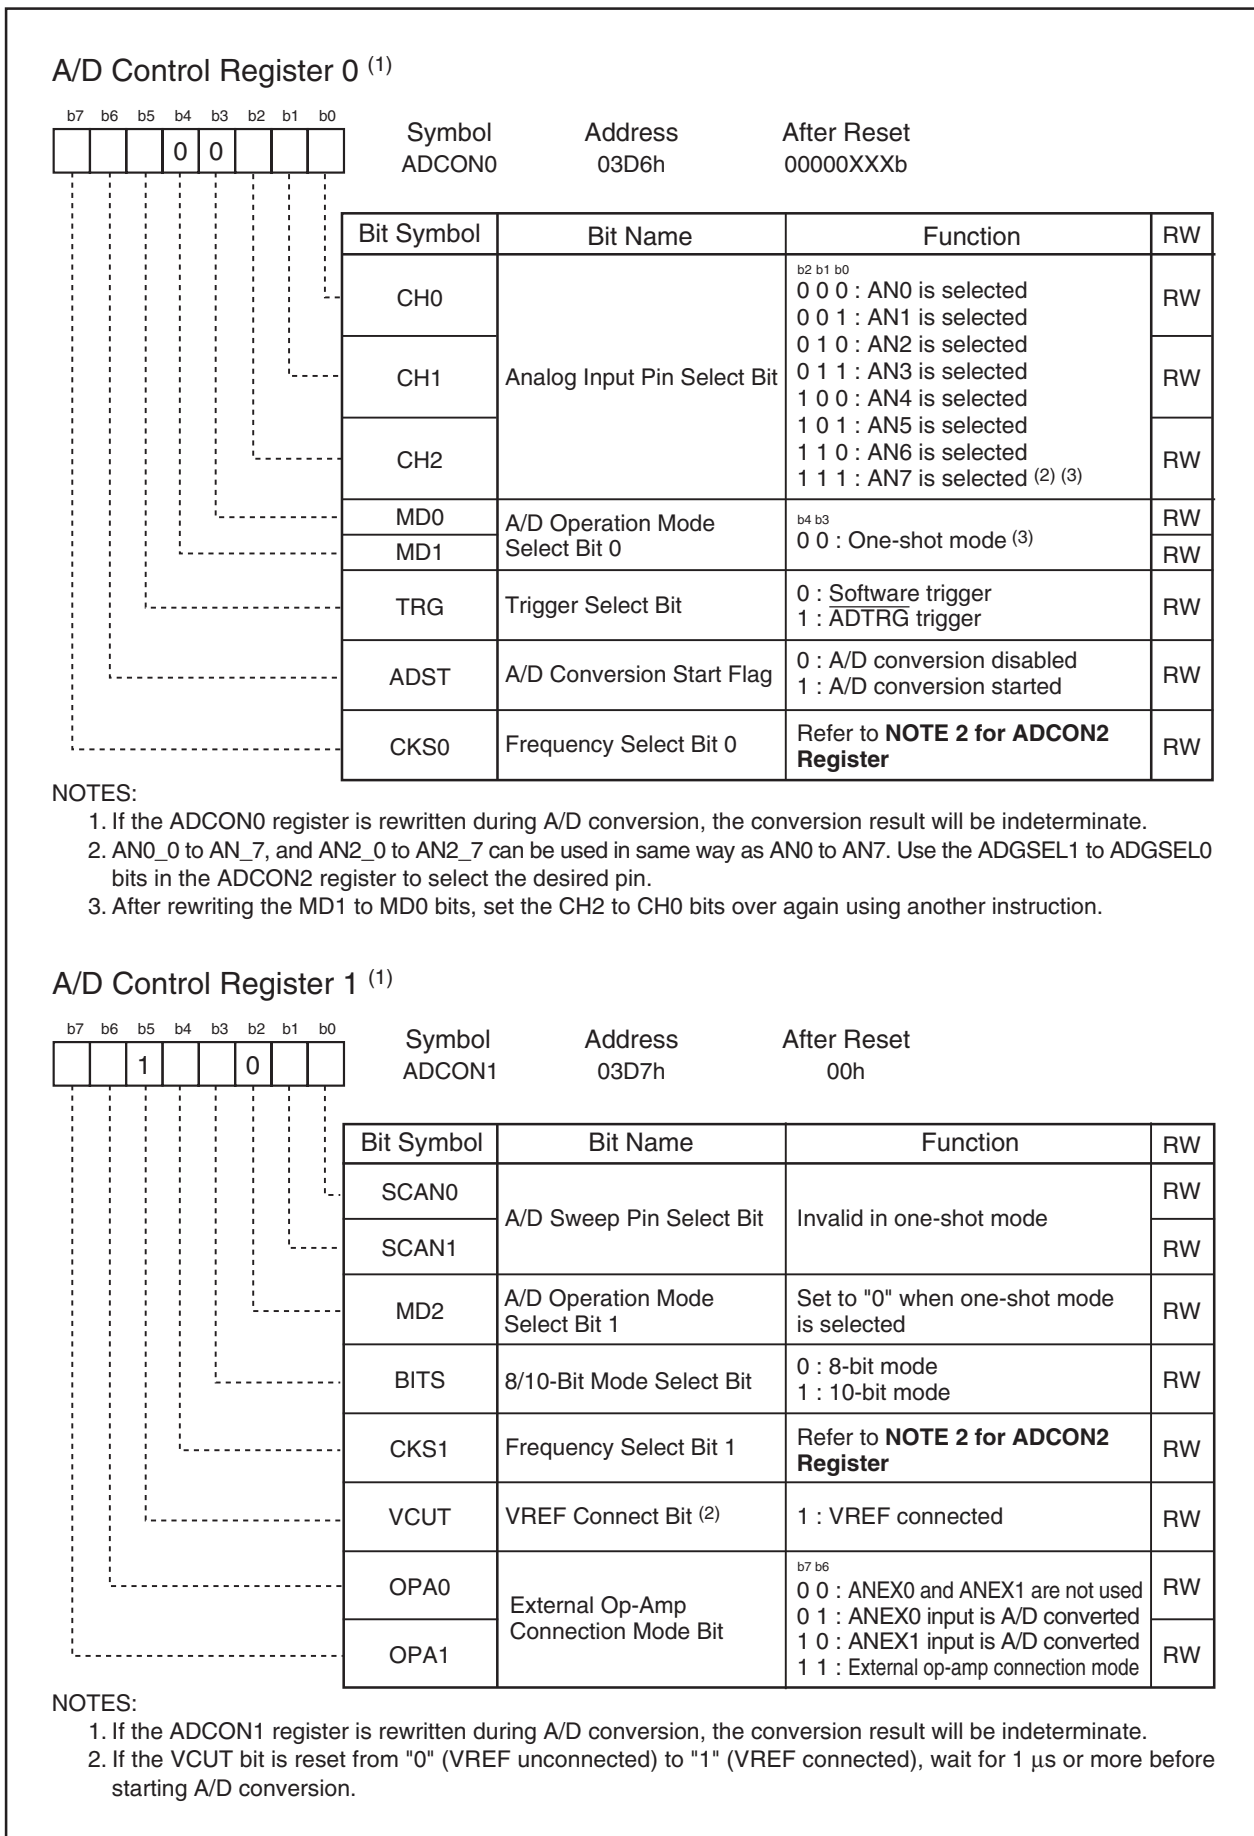 A/D Control Register 0 (1)
b7 b6 b5 b4 b3 b2 b1 b0
0 0
Symbol Address After Reset
ADCON0 03D6h 00000XXXb
Bit Symbol Bit Name Function RW
CH0 RW
CH1 Analog Input Pin Select Bit RW
CH2 RW
b2 b1 b0
0 0 0 : AN0 is selected
0 0 1 : AN1 is selected
0 1 0 : AN2 is selected
0 1 1 : AN3 is selected
1 0 0 : AN4 is selected
1 0 1 : AN5 is selected
1 1 0 : AN6 is selected
1 1 1 : AN7 is selected (2) (3)
MD0 RW
MD1 RW
A/D Operation Mode
Select Bit 0
b4 b3
0 0 : One-shot mode (3)
TRG Trigger Select Bit RW
0 : Software trigger
1 : ADTRG trigger
ADST A/D Conversion Start Flag RW
0 : A/D conversion disabled
1 : A/D conversion started
CKS0 Frequency Select Bit 0 RW
Refer to NOTE 2 for ADCON2
Register
NOTES:
1. If the ADCON0 register is rewritten during A/D conversion, the conversion result will be indeterminate.
2. AN0_0 to AN_7, and AN2_0 to AN2_7 can be used in same way as AN0 to AN7. Use the ADGSEL1 to ADGSEL0
bits in the ADCON2 register to select the desired pin.
3. After rewriting the MD1 to MD0 bits, set the CH2 to CH0 bits over again using another instruction.
A/D Control Register 1 (1)
b7 b6 b5 b4 b3 b2 b1 b0
1 0
Symbol Address After Reset
ADCON1 03D7h 00h
Bit Symbol Bit Name Function RW
SCAN0 RW
A/D Sweep Pin Select Bit Invalid in one-shot mode
SCAN1 RW
MD2 RW
A/D Operation Mode
Select Bit 1
Set to "0" when one-shot mode
is selected
BITS 8/10-Bit Mode Select Bit RW
0 : 8-bit mode
1 : 10-bit mode
CKS1 Frequency Select Bit 1 RW
Refer to NOTE 2 for ADCON2
Register
VCUT VREF Connect Bit (2) 1 : VREF connected RW
OPA0 RW
OPA1 RW
External Op-Amp
Connection Mode Bit
b7 b6
0 0 : ANEX0 and ANEX1 are not used
0 1 : ANEX0 input is A/D converted
1 0 : ANEX1 input is A/D converted
1 1 : External op-amp connection mode
NOTES:
1. If the ADCON1 register is rewritten during A/D conversion, the conversion result will be indeterminate.
2. If the VCUT bit is reset from "0" (VREF unconnected) to "1" (VREF connected), wait for 1 μs or more before
starting A/D conversion.